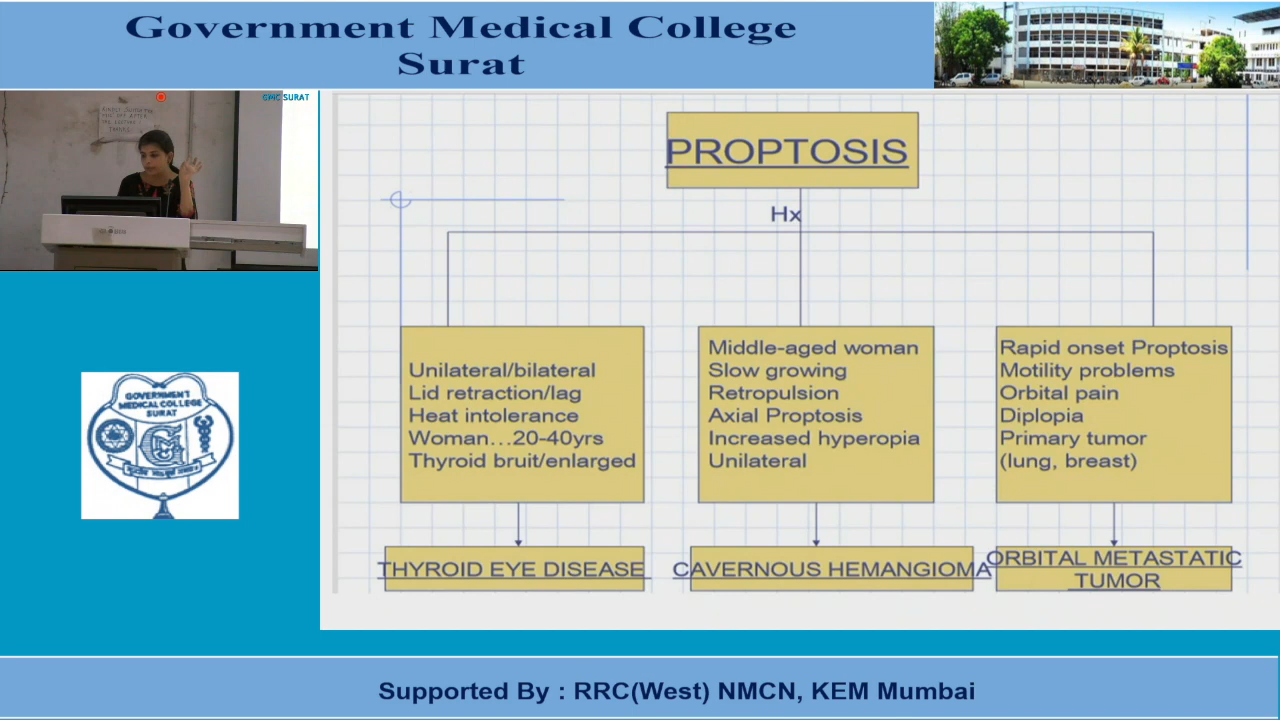 Government Medical College
Surat
GMC SURAT
PROPTOSIS
Hx
Unilateral/bilateral
Lid retraction/lag
Heat intolerance
Woman…20-40yrs
Thyroid bruit/enlarged
THYROID EYE DISEASE
Middle-aged woman
Slow growing
Retropulsion
Axial Proptosis
Increased hyperopia
Unilateral
CAVERNOUS HEMANGIOMA
Rapid onset Proptosis
Motility problems
Orbital pain
Diplopia
Primary tumor
(lung, breast)
ORBITAL METASTATIC
TUMOR
GOVERNMENT
MEDICAL COLLEGE
SURAT
Supported By : RRC(West) NMCN, KEM Mumbai